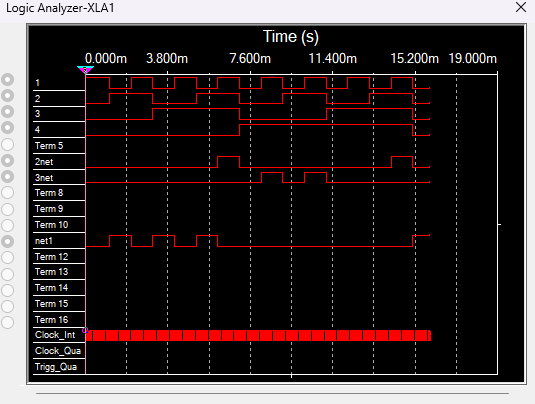 Logic Analyzer-XLA1
Time (s)
0.000m 3.800m 7.600m 11.400m 15.200m 19.000m
1
2
3
4
Term 5
2net
3net
Term 8
Term 9
Term 10
net1
Term 12
Term 13
Term 14
Term 15
Term 16
Clock_Int
Clock_Qua
Trigg_Qua